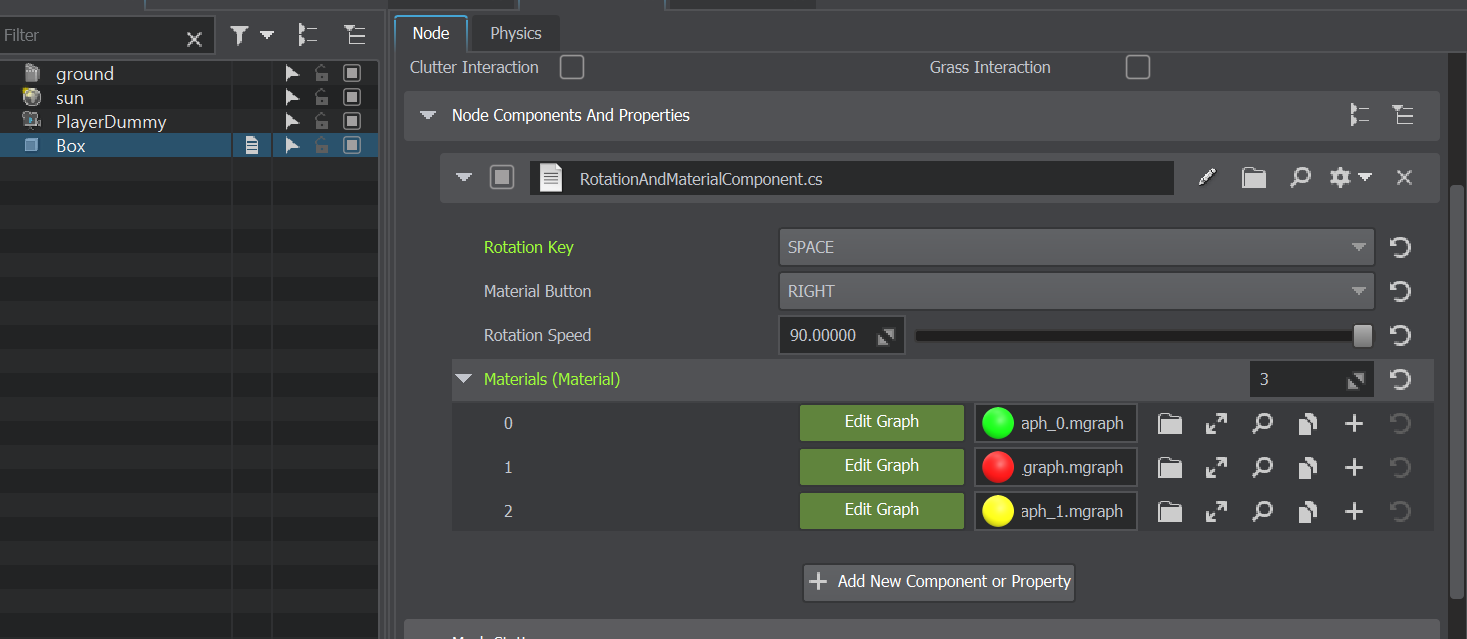 Filter
ground
sun
PlayerDummy
Box
Node Physics
Clutter Interaction Grass Interaction
Node Components And Properties
RotationAndMaterialComponent.cs
Rotation Key SPACE
Material Button RIGHT
Rotation Speed 90.00000
Materials (Material) 3
0 Edit Graph aph_0.mgraph
1 Edit Graph _graph.mgraph
2 Edit Graph aph_1.mgraph
Add New Component or Property